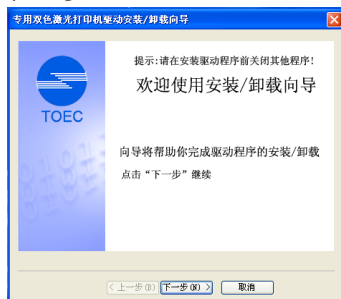 专用双色激光打印机驱动安装/卸载向导
提示:请在安装驱动程序前关闭其他程序!
欢迎使用安装/卸载向导
TOEC
向导将帮助你完成驱动程序的安装/卸载
点击“下一步”继续
<上一步(B) 下一步(N)> 取消